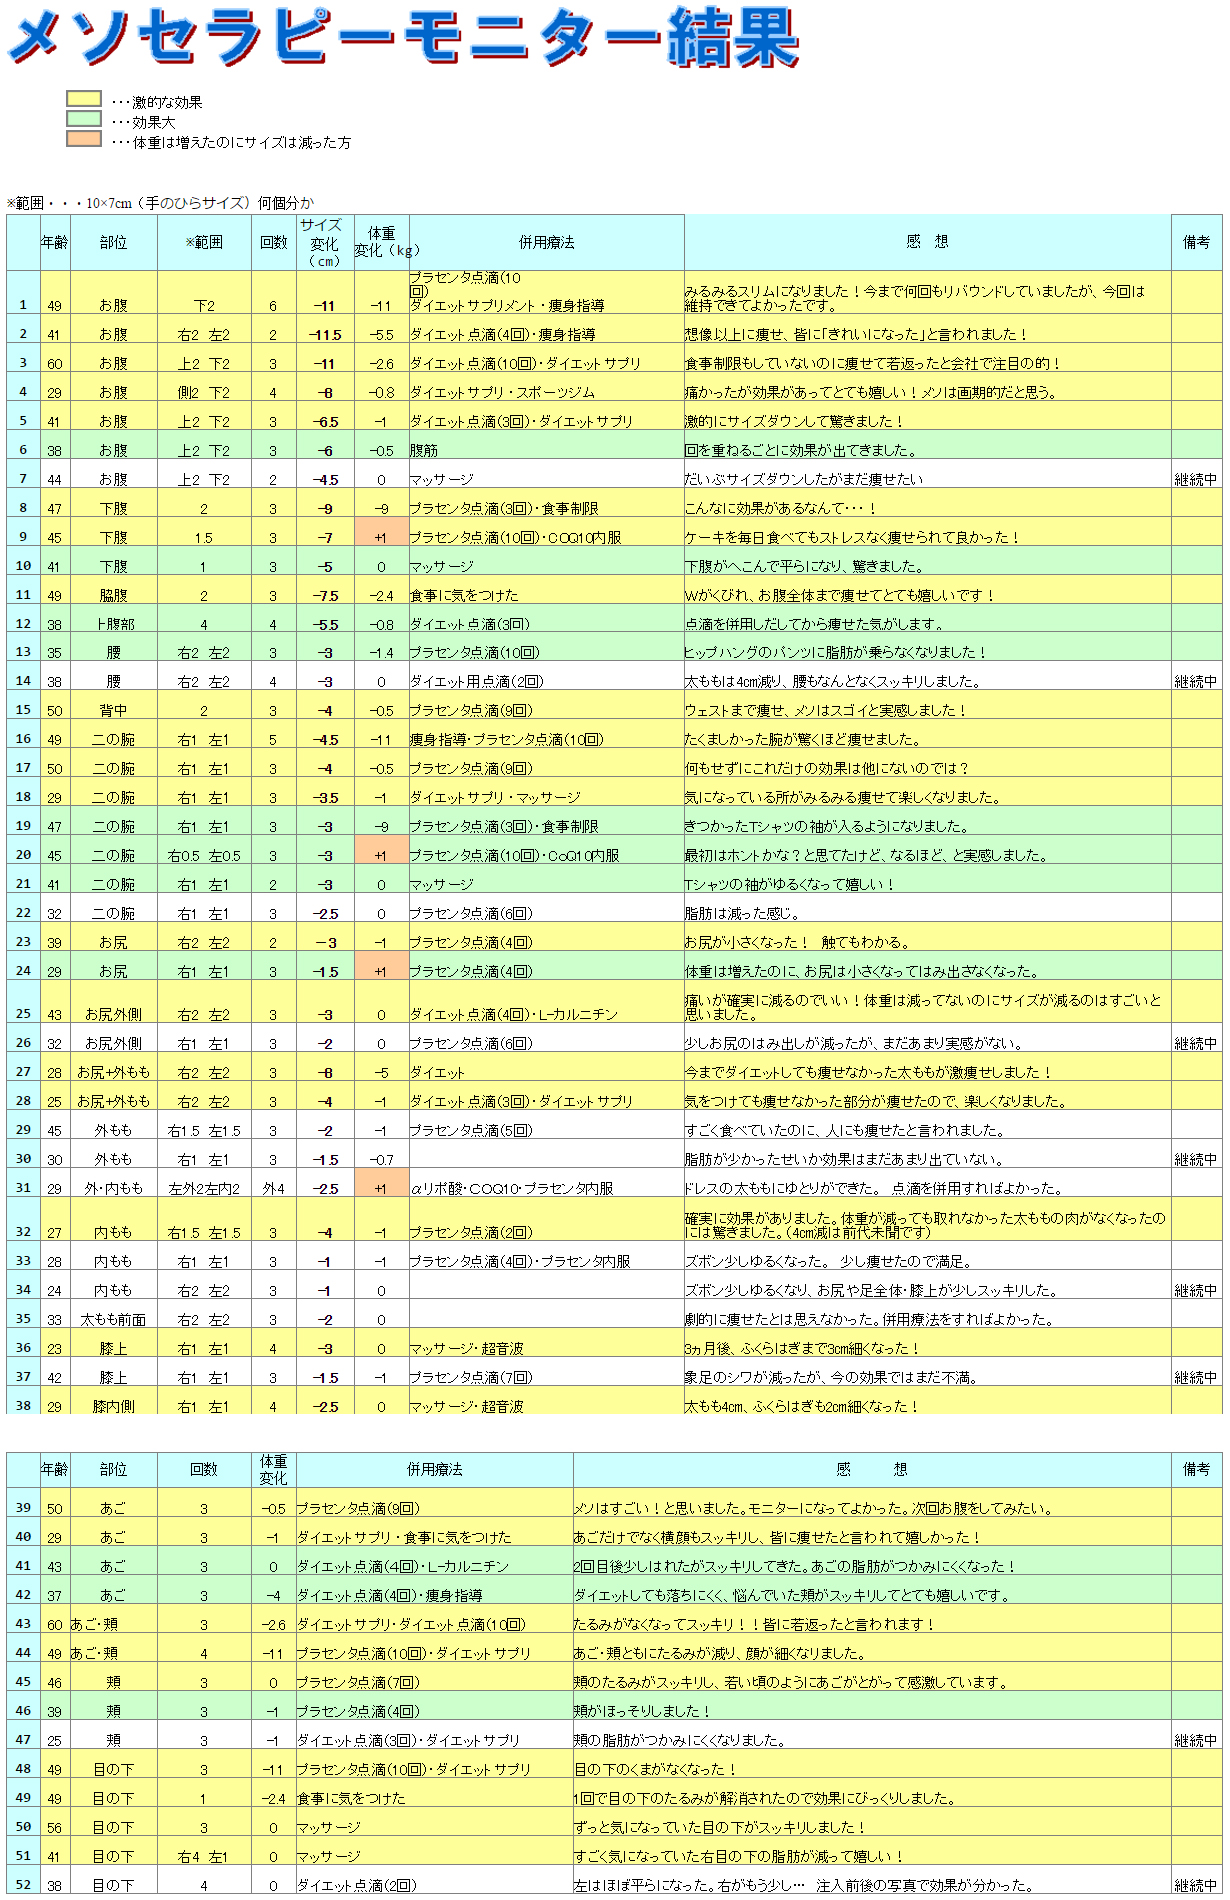 メソセラピーモニター結果
・・・激的な効果
・・・効果大
・・・体重は増えたのにサイズは減った方
※範囲・・・10×7cm（手のひらサイズ）何個分か
年齢 部位 ※範囲 回数 サイズ変化（cm） 体重変化（kg） 併用療法 感　想 備考
1 49 お腹 下2 6 -11 -11 プラセンタ点滴(10回) ダイエットサプリメント・痩身指導 みるみるスリムになりました！今まで何回もリバウンドしていましたが、今回は維持できてよかったです。
2 41 お腹 右2 左2 2 -11.5 -5.5 ダイエット点滴(4回)・痩身指導 想像以上に痩せ、皆に「きれいになった」と言われました！
3 60 お腹 上2 下2 3 -11 -2.6 ダイエット点滴(10回)・ダイエットサプリ 食事制限もしていないのに痩せて若返ったと会社で注目の的！
4 29 お腹 側2 下2 4 -8 -0.8 ダイエットサプリ・スポーツジム 痛かったが効果があってとても嬉しい！メソは画期的だと思う。
5 41 お腹 上2 下2 3 -6.5 -1 ダイエット点滴(3回)・ダイエットサプリ 激的にサイズダウンして驚きました！
6 38 お腹 上2 下2 3 -6 -0.5 腹筋 回を重ねるごとに効果が出てきました。
7 44 お腹 上2 下2 2 -4.5 0 マッサージ だいぶサイズダウンしたがまだ痩せたい 継続中
8 47 下腹 2 3 -9 -9 プラセンタ点滴(3回)・食事制限 こんなに効果があるなんて・・・！
9 45 下腹 1.5 3 -7 +1 プラセンタ点滴(10回)・COQ10内服 ケーキを毎日食べてもストレスなく痩せられて良かった！
10 41 下腹 1 3 -5 0 マッサージ 下腹がへこんで平らになり、驚きました。
11 49 脇腹 2 3 -7.5 -2.4 食事に気をつけた Wがくびれ、お腹全体まで痩せてとても嬉しいです！
12 38 上腹部 4 4 -5.5 -0.8 ダイエット点滴(3回) 点滴を併用しだしてから痩せた気がします。
13 35 腰 右2 左2 3 -3 -1.4 プラセンタ点滴(10回) ヒップハングのパンツに脂肪が乗らなくなりました！
14 38 腰 右2 左2 4 -3 0 ダイエット用点滴(2回) 太ももは4cm減り、腰もなんとなくスッキリしました。 継続中
15 50 背中 2 3 -4 -0.5 プラセンタ点滴(9回) ウェストまで痩せ、メソはスゴイと実感しました！
16 49 二の腕 右1 左1 5 -4.5 -11 痩身指導・プラセンタ点滴(10回) たくましかった腕が驚くほど痩せました。
17 50 二の腕 右1 左1 3 -4 -0.5 プラセンタ点滴(9回) 何もせずにこれだけの効果は他にないのでは？
18 29 二の腕 右1 左1 3 -3.5 -1 ダイエットサプリ・マッサージ 気になっている所がみるみる痩せて楽しくなりました。
19 47 二の腕 右1 左1 3 -3 -9 プラセンタ点滴(3回)・食事制限 きつかったTシャツの袖が入るようになりました。
20 45 二の腕 右0.5 左0.5 3 -3 +1 プラセンタ点滴(10回)・CoQ10内服 最初はホントかな？と思てたけど、なるほど、と実感しました。
21 41 二の腕 右1 左1 2 -3 0 マッサージ Tシャツの袖がゆるくなって嬉しい！
22 32 二の腕 右1 左1 3 -2.5 0 プラセンタ点滴(6回) 脂肪は減った感じ。
23 39 お尻 右2 左2 2 －3 -1 プラセンタ点滴(4回) お尻が小さくなった！ 触てもわかる。
24 29 お尻 右1 左1 3 -1.5 +1 プラセンタ点滴(4回) 体重は増えたのに、お尻は小さくなってはみ出さなくなった。
25 43 お尻外側 右2 左2 3 -3 0 ダイエット点滴(4回)・L-カルニチン 痛いが確実に減るのでいい！体重は減ってないのにサイズが減るのはすごいと思いました。
26 32 お尻外側 右1 左1 3 -2 0 プラセンタ点滴(6回) 少しお尻のはみ出しが減ったが、まだあまり実感がない。 継続中
27 28 お尻+外もも 右2 左2 3 -8 -5 ダイエット 今までダイエットしても痩せなかった太ももが激痩せしました！
28 25 お尻+外もも 右2 左2 3 -4 -1 ダイエット点滴(3回)・ダイエットサプリ 気をつけても痩せなかった部分が痩せたので、楽しくなりました。
29 45 外もも 右1.5 左1.5 3 -2 -1 プラセンタ点滴(5回) すごく食べていたのに、人にも痩せたと言われました。
30 30 外もも 右1 左1 3 -1.5 -0.7 脂肪が少かったせいか効果はまだあまり出ていない。 継続中
31 29 外・内もも 左外2左内2 外4 -2.5 +1 αリポ酸・COQ10・プラセンタ内服 ドレスの太ももにゆとりができた。 点滴を併用すればよかった。
32 27 内もも 右1.5 左1.5 3 -4 -1 プラセンタ点滴(2回) 確実に効果がありました。体重が減っても取れなかった太ももの肉がなくなったのには驚きました。(4cm減は前代未聞です)
33 28 内もも 右1 左1 3 -1 -1 プラセンタ点滴(4回)・プラセンタ内服 ズボン少しゆるくなった。 少し痩せたので満足。
34 24 内もも 右2 左2 3 -1 0 ズボン少しゆるくなり、お尻や足全体・膝上が少しスッキリした。 継続中
35 33 太もも前面 右2 左2 3 -2 0 劇的に痩せたとは思えなかった。併用療法をすればよかった。
36 23 膝上 右1 左1 4 -3 0 マッサージ・超音波 3ヵ月後、ふくらはぎまで3cm細くなった！
37 42 膝上 右1 左1 3 -1.5 -1 プラセンタ点滴(7回) 象足のシワが減ったが、今の効果ではまだ不満。 継続中
38 29 膝内側 右1 左1 4 -2.5 0 マッサージ・超音波 太もも4cm、ふくらはぎも2cm細くなった！
年齢 部位 回数 体重変化 併用療法 感　　想 備考
39 50 あご 3 -0.5 プラセンタ点滴(9回) メソはすごい！と思いました。モニターになってよかった。次回お腹をしてみたい。
40 29 あご 3 -1 ダイエットサプリ・食事に気をつけた あごだけでなく横顔もスッキリし、皆に痩せたと言われて嬉しかった！
41 43 あご 3 0 ダイエット点滴(4回)・L-カルニチン 2回目後少しはれたがスッキリしてきた。あごの脂肪がつかみにくくなった！
42 37 あご 3 -4 ダイエット点滴(4回)・痩身指導 ダイエットしても落ちにくく、悩んでいた頬がスッキリしてとても嬉しいです。
43 60 あご・頬 3 -2.6 ダイエットサプリ・ダイエット点滴(10回) たるみがなくなってスッキリ！！皆に若返ったと言われます！
44 49 あご・頬 4 -11 プラセンタ点滴(10回)・ダイエットサプリ あご・頬ともにたるみが減り、顔が細くなりました。
45 46 頬 3 0 プラセンタ点滴(7回) 頬のたるみがスッキリし、若い頃のようにあごがとがって感激しています。
46 39 頬 3 -1 プラセンタ点滴(4回) 頬がほっそりしました！
47 25 頬 3 -1 ダイエット点滴(3回)・ダイエットサプリ 頬の脂肪がつかみにくくなりました。 継続中
48 49 目の下 3 -11 プラセンタ点滴(10回)・ダイエットサプリ 目の下のくまがなくなった！
49 49 目の下 1 -2.4 食事に気をつけた 1回で目の下のたるみが解消されたので効果にびっくりしました。
50 56 目の下 3 0 マッサージ ずっと気になっていた目の下がスッキリしました！
51 41 目の下 右4 左1 0 マッサージ すごく気になっていた右目の下の脂肪が減って嬉しい！
52 38 目の下 4 0 ダイエット点滴(2回) 左はほぼ平らになった。右がもう少し… 注入前後の写真で効果が分かった。 継続中